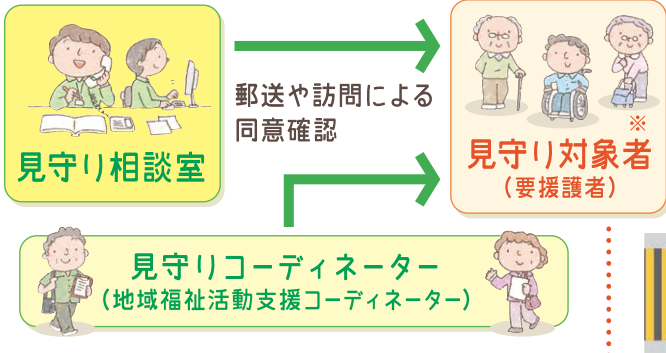 見守り相談室
郵送や訪問による
同意確認
※
見守り対象者
(要援護者)
見守りコーディネーター
(地域福祉活動支援コーディネーター)